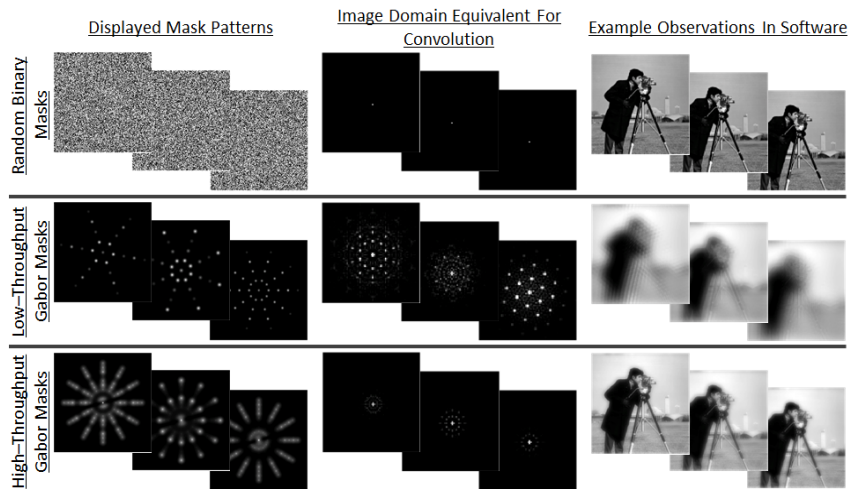 Displayed Mask Patterns
Image Domain Equivalent For
Convolution
Example Observations In Software
Random Binary
Masks
Low–Throughput
Gabor Masks
High–Throughput
Gabor Masks